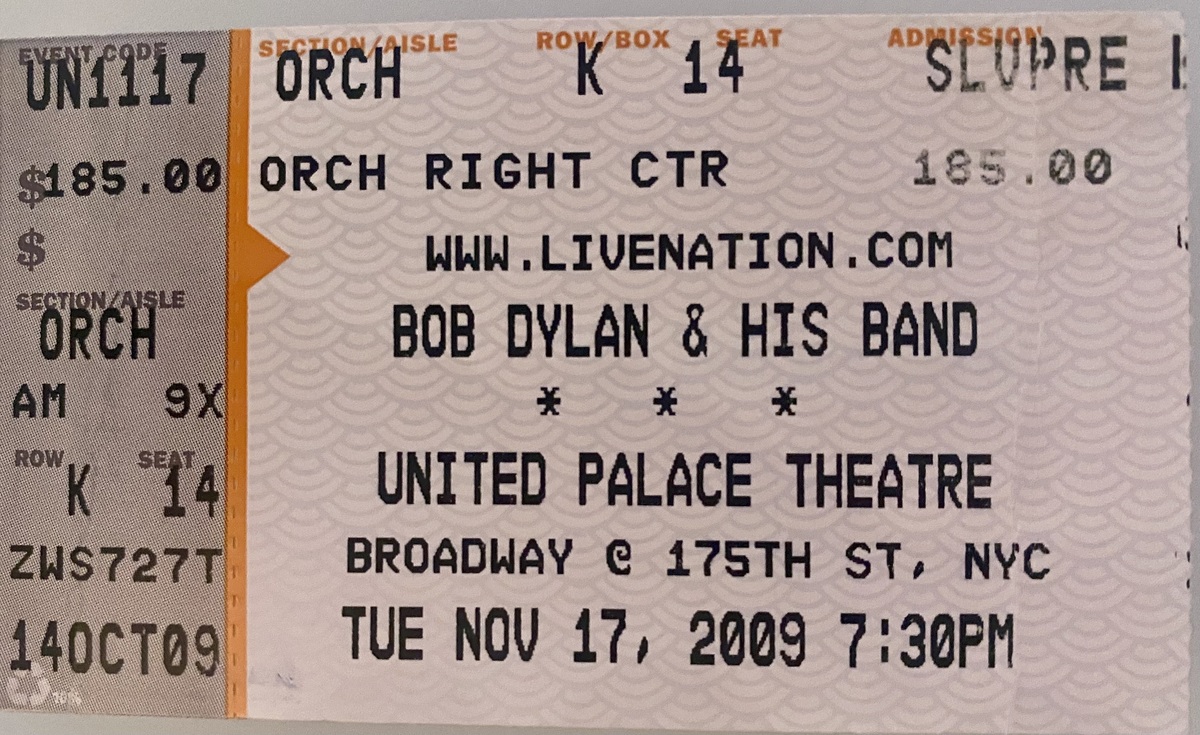 EVENT CODE
UN1117
$185.00
$
SECTION/AISLE
ORCH
AM 9X
ROW SEAT
K 14
ZWS727T
14OCT09
SECTION/AISLE ROW/BOX SEAT ADMISSION
ORCH K 14 SLVPRE
ORCH RIGHT CTR 185.00
WWW.LIVENATION.COM
BOB DYLAN & HIS BAND
* * *
UNITED PALACE THEATRE
BROADWAY @ 175TH ST, NYC
TUE NOV 17, 2009 7:30PM